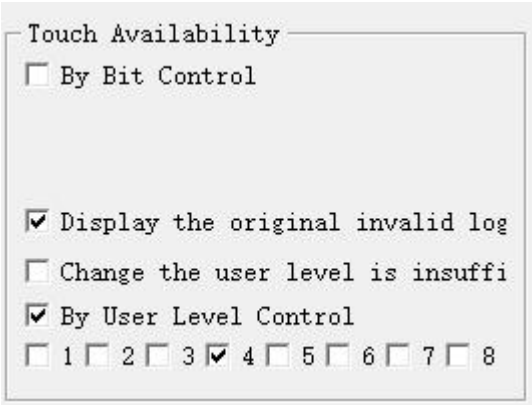 Touch Availability
By Bit Control
Display the original invalid log
Change the user level is insuffi
By User Level Control
1 2 3 4 5 6 7 8